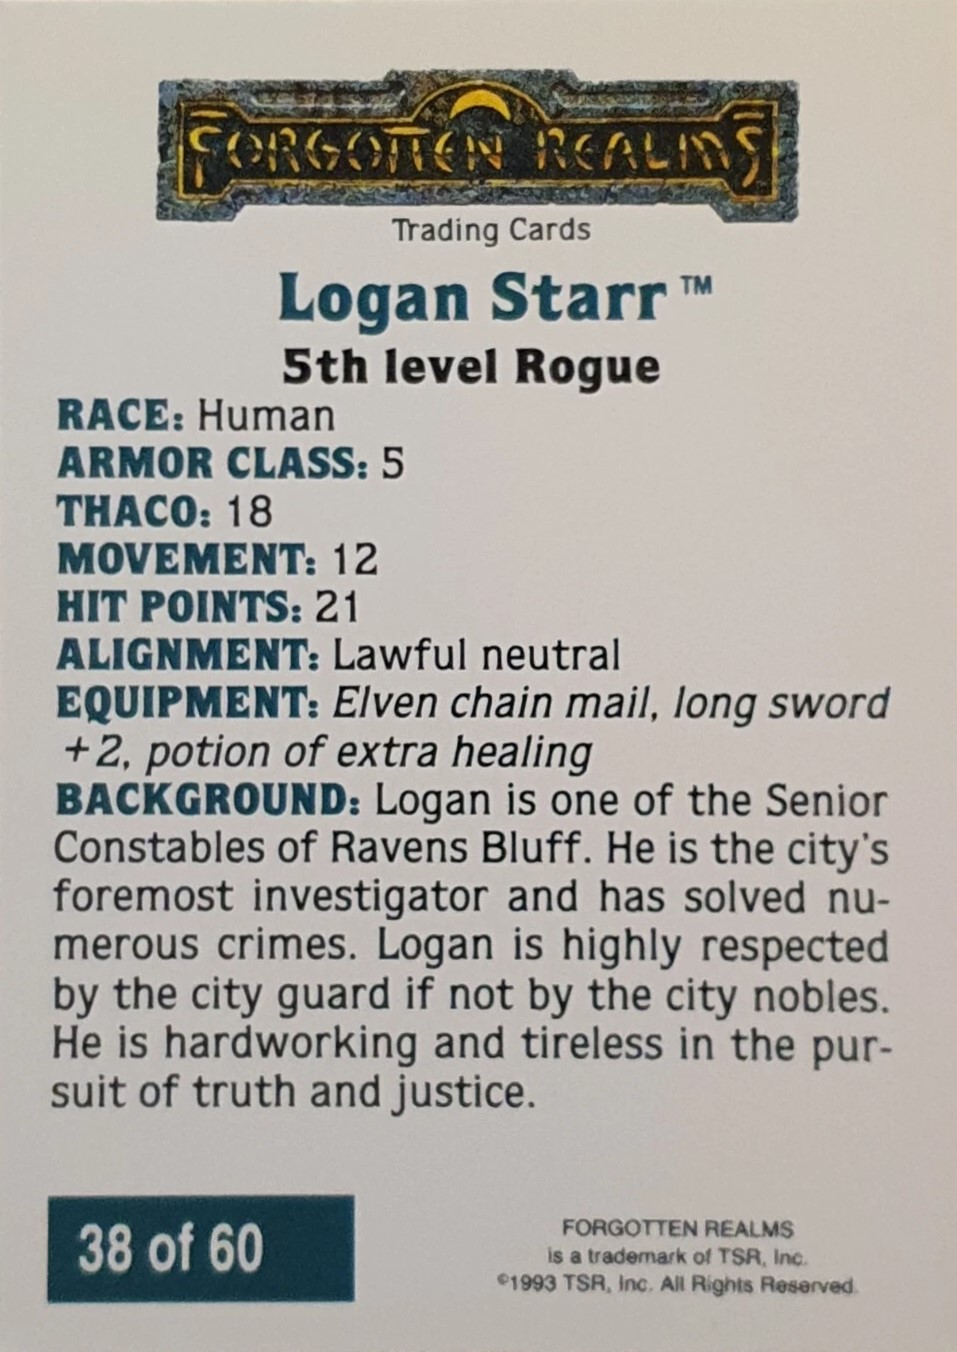 FORGOTTEN REALMS
Trading Cards
Logan Starr™
5th level Rogue
RACE: Human
ARMOR CLASS: 5
THACO: 18
MOVEMENT: 12
HIT POINTS: 21
ALIGNMENT: Lawful neutral
EQUIPMENT: Elven chain mail, long sword
+2, potion of extra healing
BACKGROUND: Logan is one of the Senior
Constables of Ravens Bluff. He is the city's
foremost investigator and has solved nu-
merous crimes. Logan is highly respected
by the city guard if not by the city nobles.
He is hardworking and tireless in the pur-
suit of truth and justice.
38 of 60
FORGOTTEN REALMS
is a trademark of TSR, Inc.
©1993 TSR, Inc. All Rights Reserved.